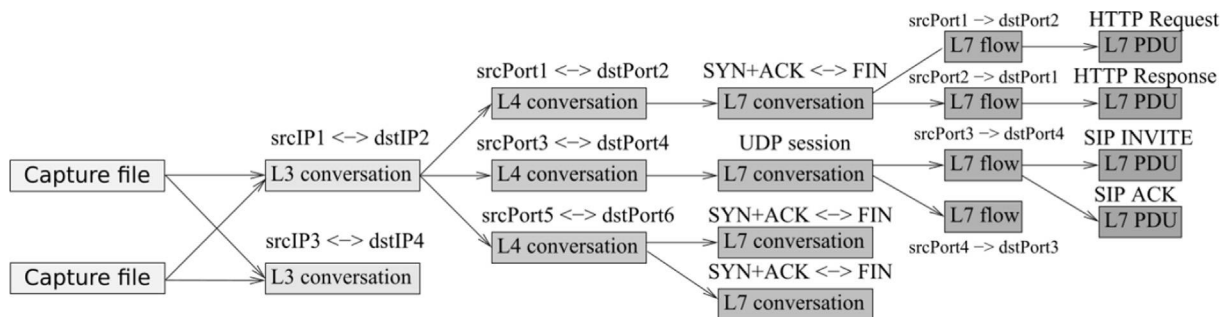 srcPort1 −> dstPort2
HTTP Request
L7 flow
L7 PDU
srcPort1 <−> dstPort2
SYN+ACK <−> FIN
srcPort2 −> dstPort1
HTTP Response
L4 conversation
L7 conversation
L7 flow
L7 PDU
srcIP1 <−> dstIP2
srcPort3 <−> dstPort4
UDP session
srcPort3 −> dstPort4
SIP INVITE
Capture file
L3 conversation
L4 conversation
L7 conversation
L7 flow
L7 PDU
SIP ACK
srcPort5 <−> dstPort6
SYN+ACK <−> FIN
L7 flow
L7 PDU
srcIP3 <−> dstIP4
L4 conversation
L7 conversation
srcPort4 −> dstPort3
Capture file
L3 conversation
SYN+ACK <−> FIN
L7 conversation